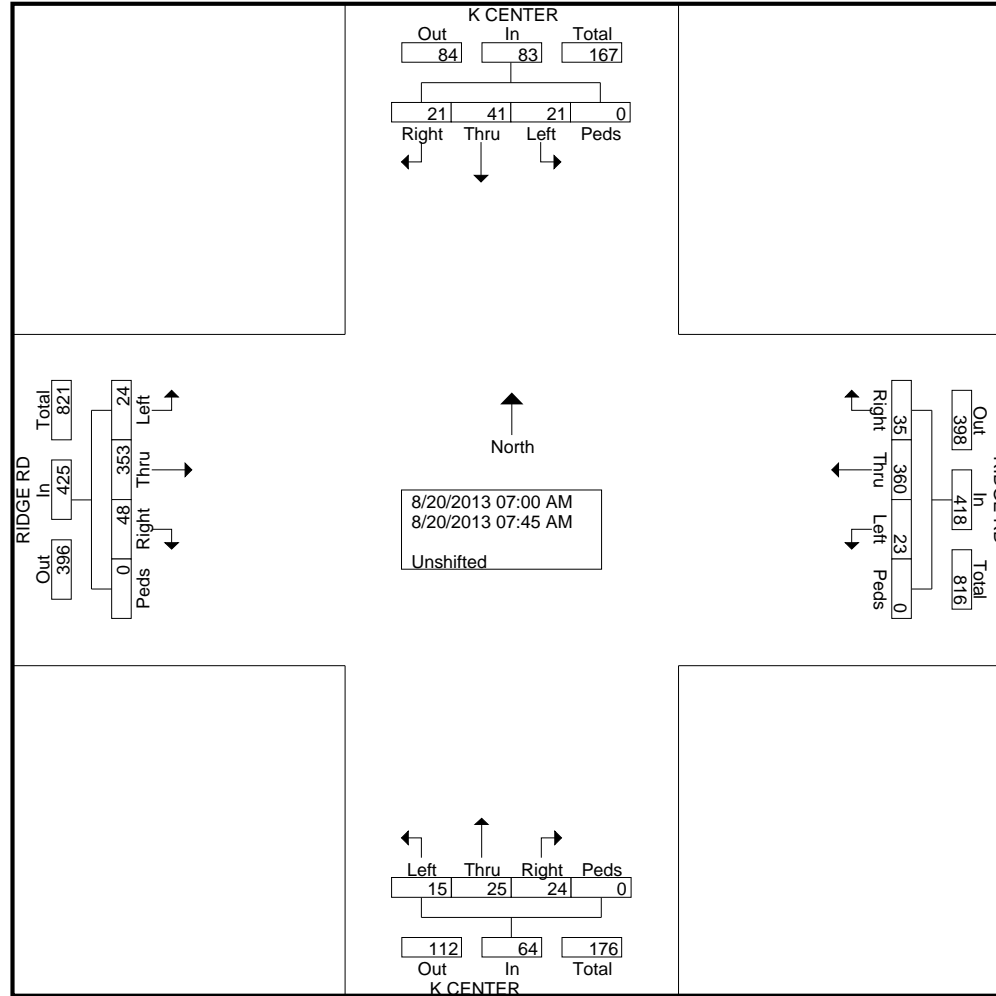 K CENTER
Out In Total
84 83 167
21 41 21 0
Right Thru Left Peds
RIDGE RD
Out In Total
396 425 821
24 353 48 0
Left Thru Right Peds
North
8/20/2013 07:00 AM
8/20/2013 07:45 AM
Unshifted
Right Thru Left Peds
35 360 23 0
Out In Total
398 418 816
Left Thru Right Peds
15 25 24 0
112 64 176
Out In Total
K CENTER